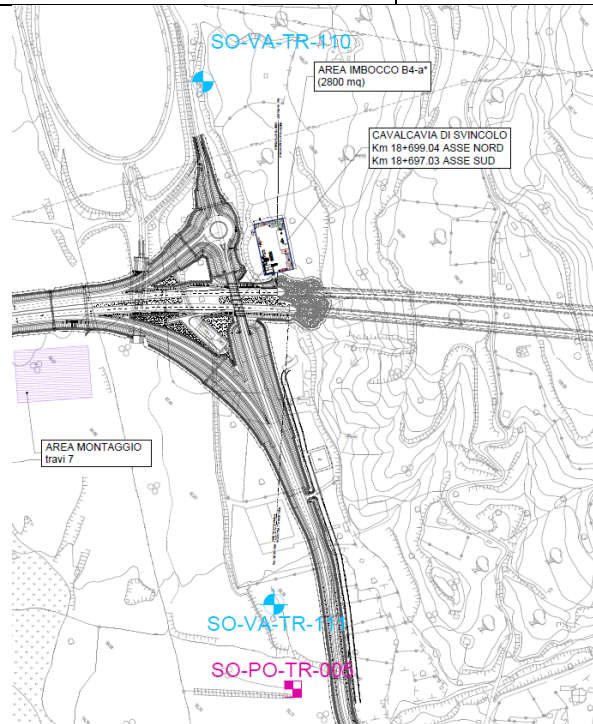 SO-VA-TR-110
AREA IMBOCCO B4-a*
(2800 mq)
CAVALCAVIA DI SVINCOLO
Km 18+699.04 ASSE NORD
Km 18+697.03 ASSE SUD
AREA MONTAGGIO
travi 7
SO-VA-TR-111
SO-PO-TR-005